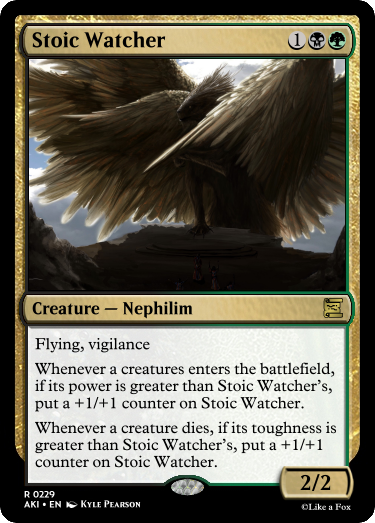 Stoic Watcher 1
Creature — Nephilim
Flying, vigilance
Whenever a creatures enters the battlefield,
if its power is greater than Stoic Watcher's,
put a +1/+1 counter on Stoic Watcher.
Whenever a creature dies, if its toughness is
greater than Stoic Watcher's, put a +1/+1
counter on Stoic Watcher.
2/2
R 0229
AKI • EN Kyle Pearson
©Like a Fox